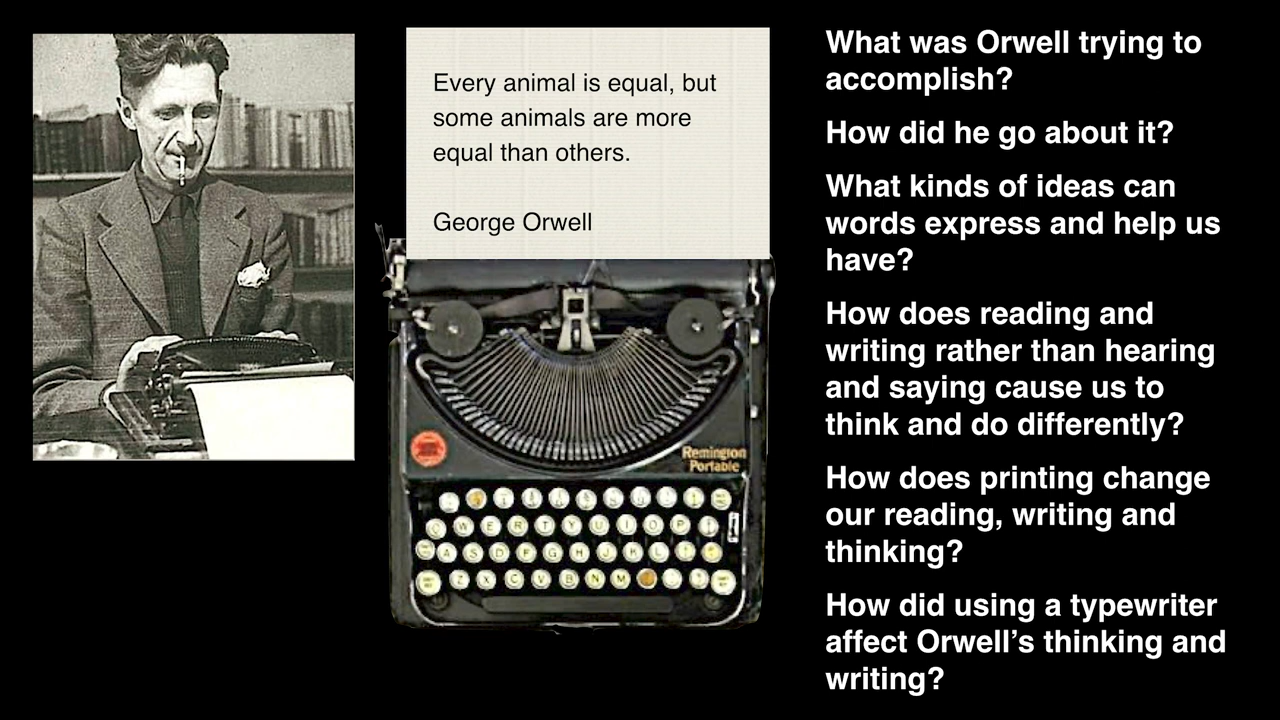 Every animal is equal, but
some animals are more
equal than others.
George Orwell
Remington
Portable
Q W E R T Y U I O P
A S D F G H J K L
Z X C V B N M
What was Orwell trying to
accomplish?
How did he go about it?
What kinds of ideas can
words express and help us
have?
How does reading and
writing rather than hearing
and saying cause us to
think and do differently?
How does printing change
our reading, writing and
thinking?
How did using a typewriter
affect Orwell’s thinking and
writing?